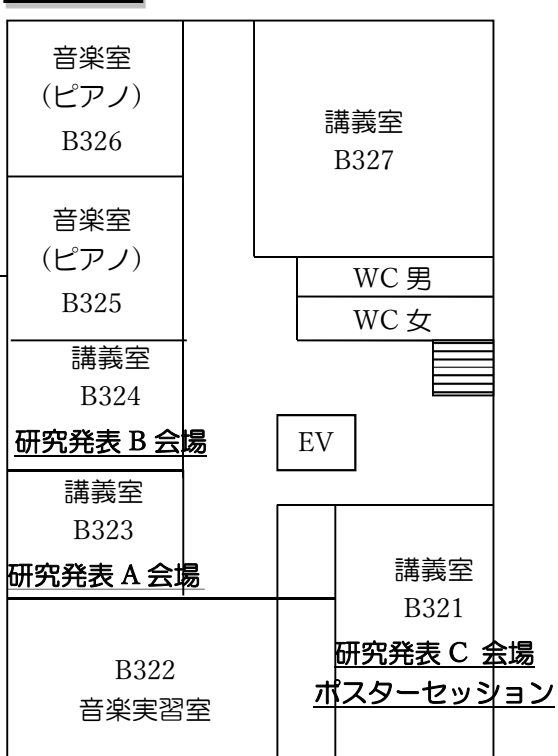 音楽室
(ピアノ)
B326
講義室
B327
音楽室
(ピアノ)
B325
WC 男
WC 女
講義室
B324
研究発表 B 会場
EV
講義室
B323
研究発表 A 会場
講義室
B321
研究発表 C 会場
ポスターセッション
B322
音楽実習室